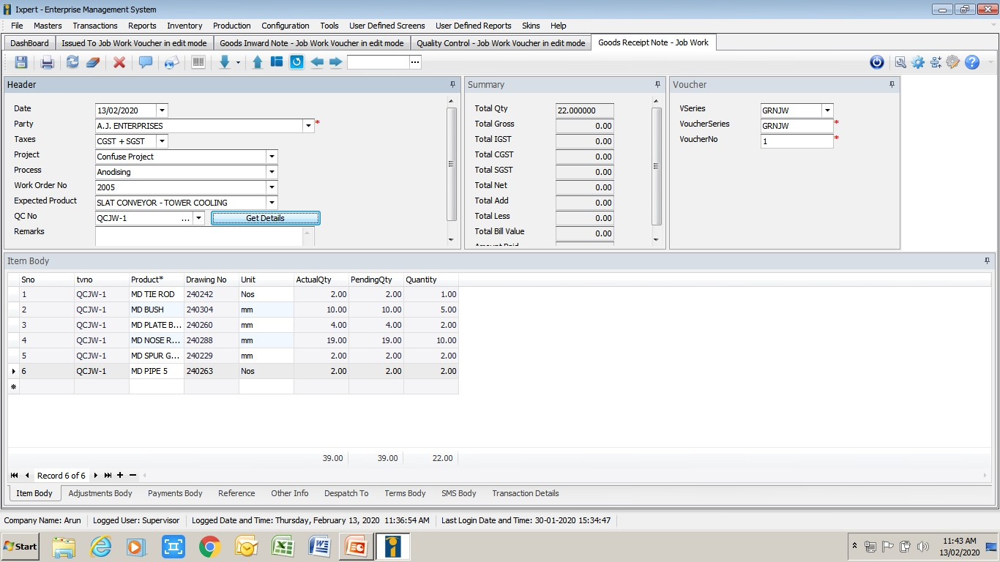 Ixpert - Enterprise Management System
File Masters Transactions Reports Inventory Production Configuration Tools User Defined Screens User Defined Reports Skins Help
DashBoard Issued To Job Work Voucher in edit mode Goods Inward Note - Job Work Voucher in edit mode Quality Control - Job Work Voucher in edit mode Goods Receipt Note - Job Work
Header Summary Voucher
Date 13/02/2020 Total Qty 22.000000 VSeries GRNJW
Party A.J. ENTERPRISES * Total Gross 0.00 VoucherSeries GRNJW *
Taxes CGST + SGST Total IGST 0.00 VoucherNo 1 *
Project Confuse Project Total CGST 0.00
Process Anodising Total SGST 0.00
Work Order No 2005 Total Net 0.00
Expected Product SLAT CONVEYOR - TOWER COOLING Total Add 0.00
QC No QCJW-1 ... Get Details Total Less 0.00
Remarks Total Bill Value 0.00
Amount Paid
Item Body
Sno tvno Product* Drawing No Unit ActualQty PendingQty Quantity
1 QCJW-1 MD TIE ROD 240242 Nos 2.00 2.00 1.00
2 QCJW-1 MD BUSH 240304 mm 10.00 10.00 5.00
3 QCJW-1 MD PLATE B... 240260 mm 4.00 4.00 2.00
4 QCJW-1 MD NOSE R... 240288 mm 19.00 19.00 10.00
5 QCJW-1 MD SPUR G... 240229 mm 2.00 2.00 2.00
6 QCJW-1 MD PIPE 5 240263 Nos 2.00 2.00 2.00
39.00 39.00 22.00
Record 6 of 6
Item Body Adjustments Body Payments Body Reference Other Info Despatch To Terms Body SMS Body Transaction Details
Company Name: Arun Logged User: Supervisor Logged Date and Time: Thursday, February 13, 2020 11:36:54 AM Last Login Date and Time: 30-01-2020 15:34:47
Start 11:43 AM
13/02/2020